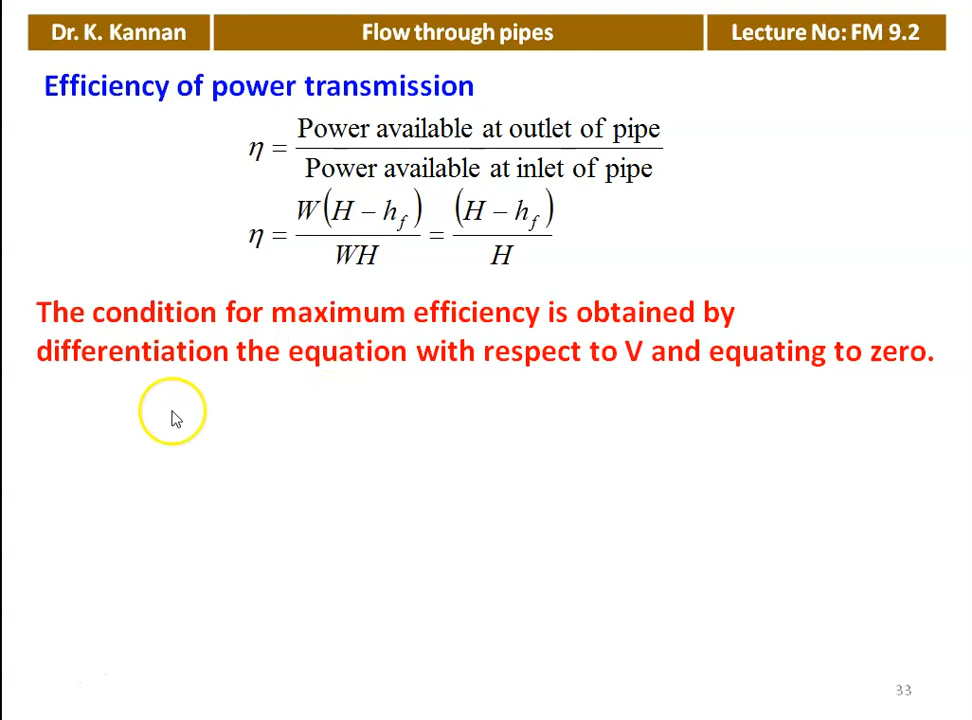 Dr. K. Kannan
Flow through pipes
Lecture No: FM 9.2
Efficiency of power transmission
η = Power available at outlet of pipe / Power available at inlet of pipe
η = W(H − h_f) / WH = (H − h_f) / H
The condition for maximum efficiency is obtained by
differentiation the equation with respect to V and equating to zero.
33